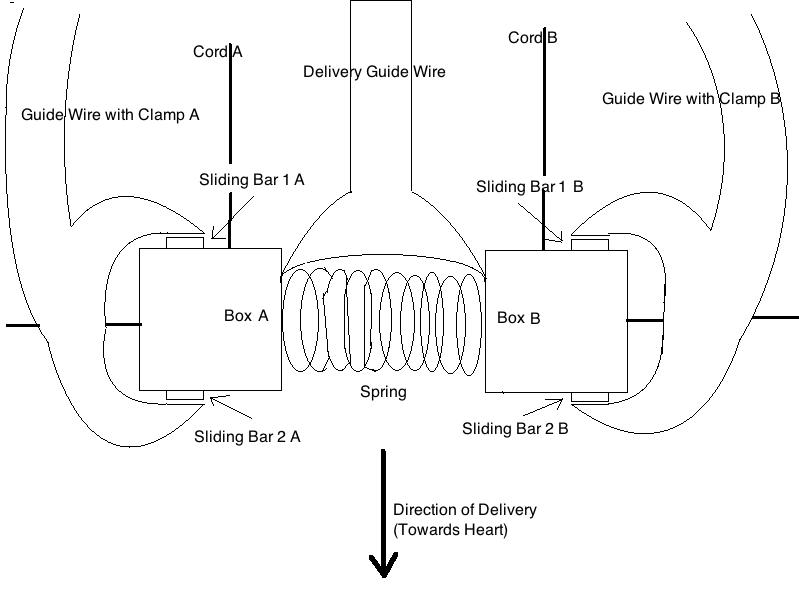 Cord A
Cord B
Delivery Guide Wire
Guide Wire with Clamp A
Guide Wire with Clamp B
Sliding Bar 1 A
Sliding Bar 1 B
Box A
Box B
Spring
Sliding Bar 2 A
Sliding Bar 2 B
Direction of Delivery
(Towards Heart)